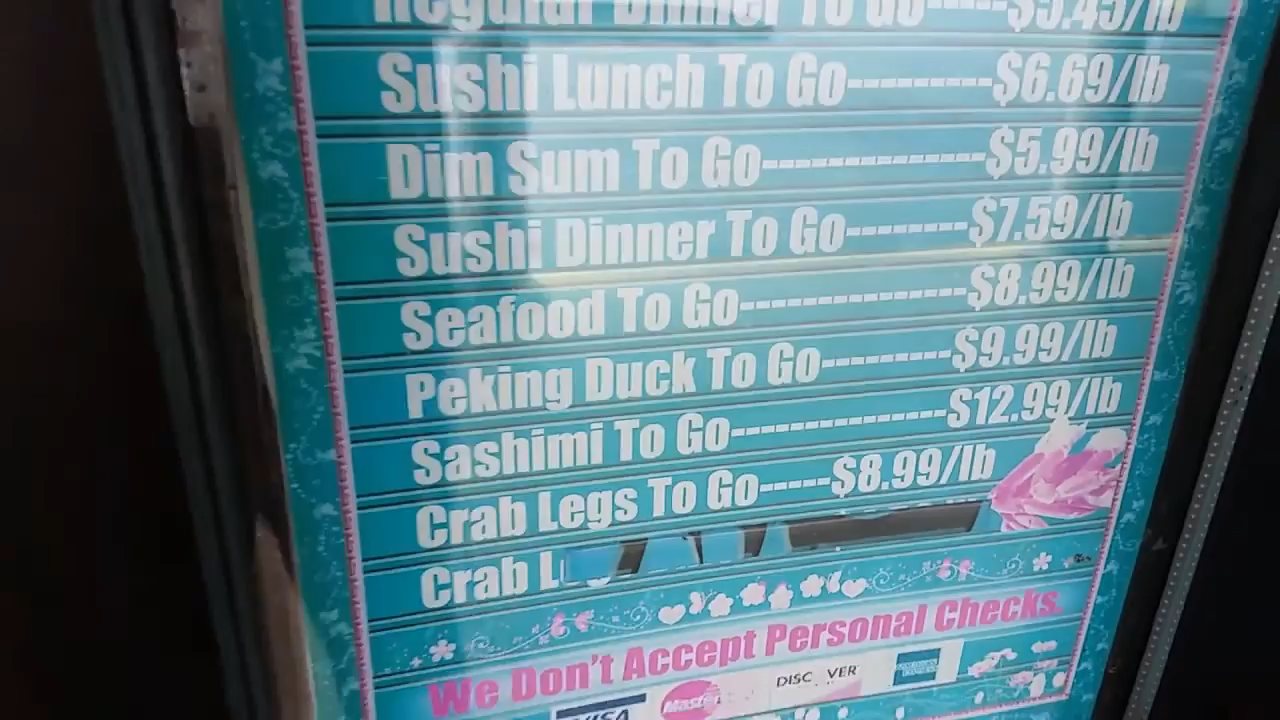 Regular Dinner To Go-----$5.45/lb
Sushi Lunch To Go----------$6.69/lb
Dim Sum To Go--------------$5.99/lb
Sushi Dinner To Go--------$7.59/lb
Seafood To Go---------------$8.99/lb
Peking Duck To Go---------$9.99/lb
Sashimi To Go--------------$12.99/lb
Crab Legs To Go-----$8.99/lb
Crab L
We Don't Accept Personal Checks.
VISA Master DISC VER AMERICAN EXPRESS